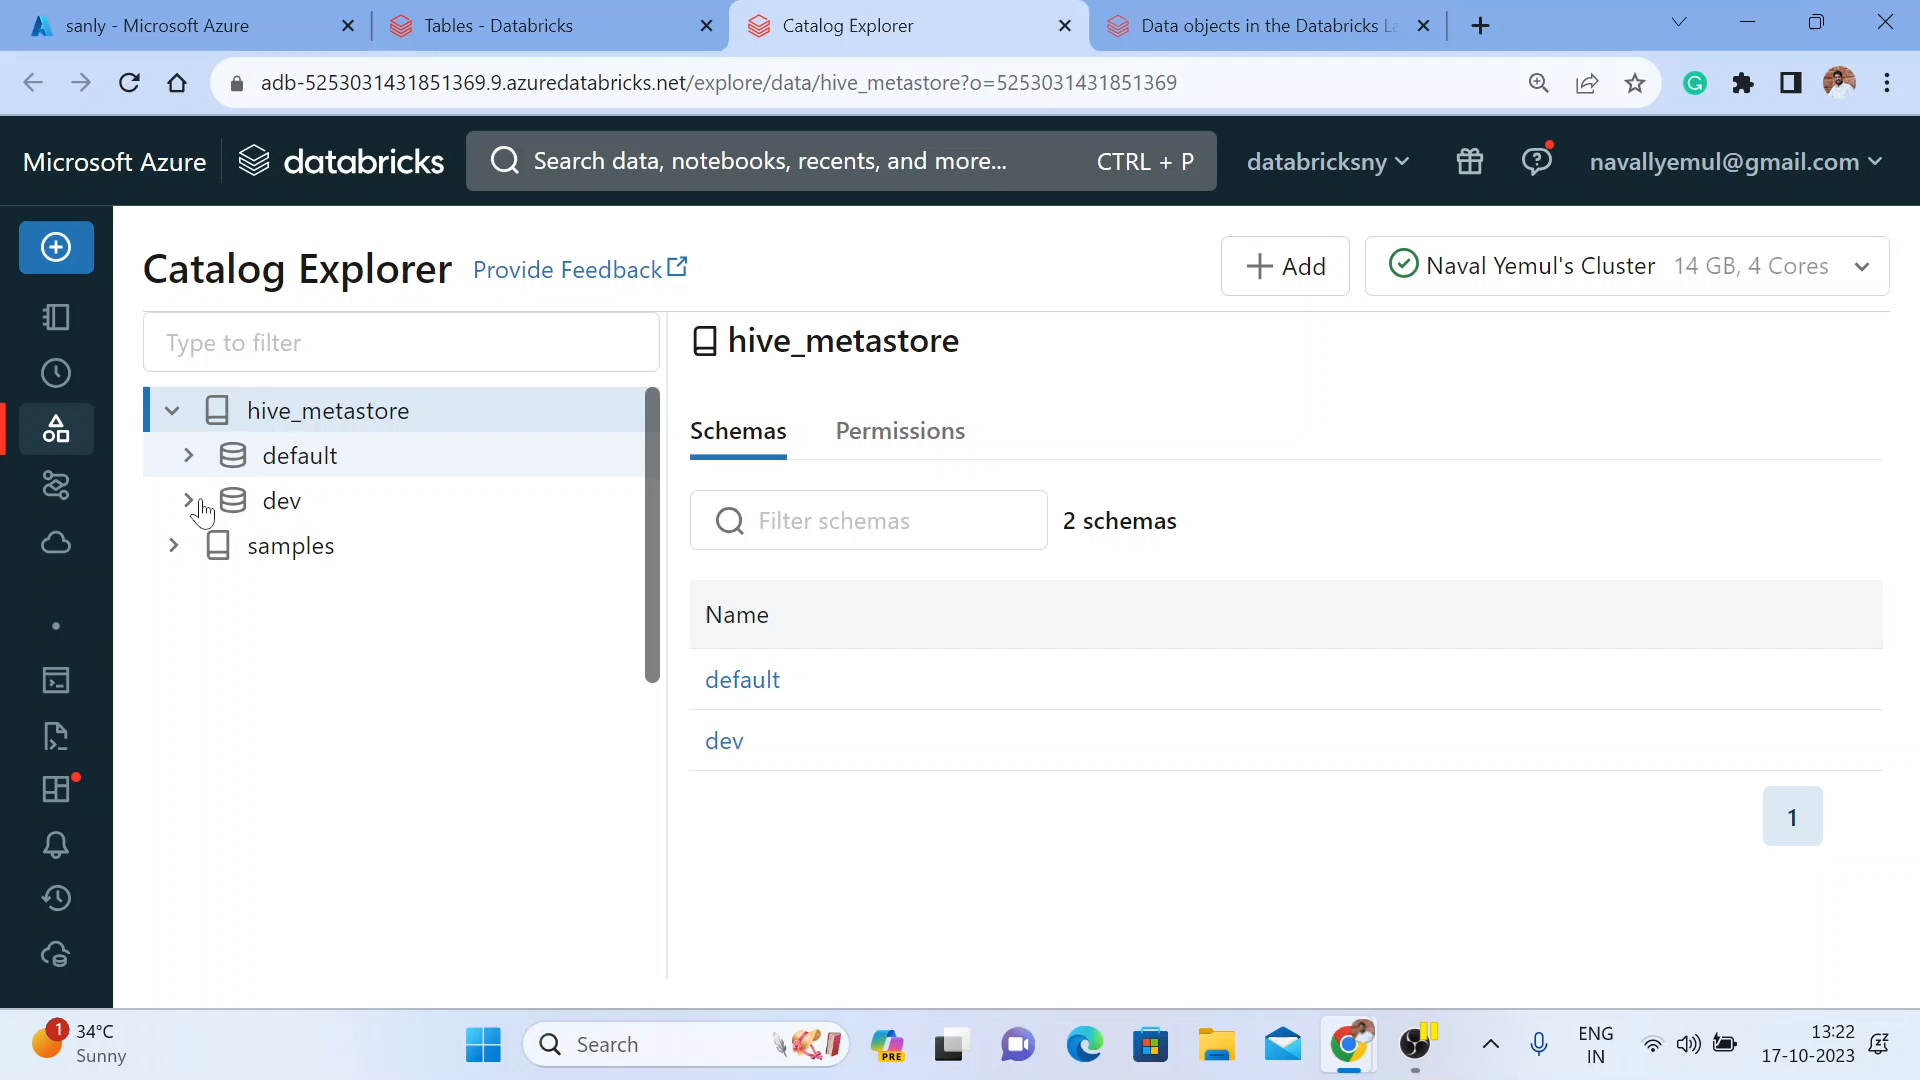 sanly - Microsoft Azure
Tables - Databricks
Catalog Explorer
Data objects in the Databricks La
adb-5253031431851369.9.azuredatabricks.net/explore/data/hive_metastore?o=5253031431851369
Microsoft Azure
databricks
Search data, notebooks, recents, and more...
CTRL + P
databricksny
navallyemul@gmail.com
Catalog Explorer
Provide Feedback
Add
Naval Yemul's Cluster 14 GB, 4 Cores
Type to filter
hive_metastore
default
dev
samples
hive_metastore
Schemas
Permissions
Filter schemas
2 schemas
Name
default
dev
1
1
34°C
Sunny
Search
PRE
ENG
IN
13:22
17-10-2023